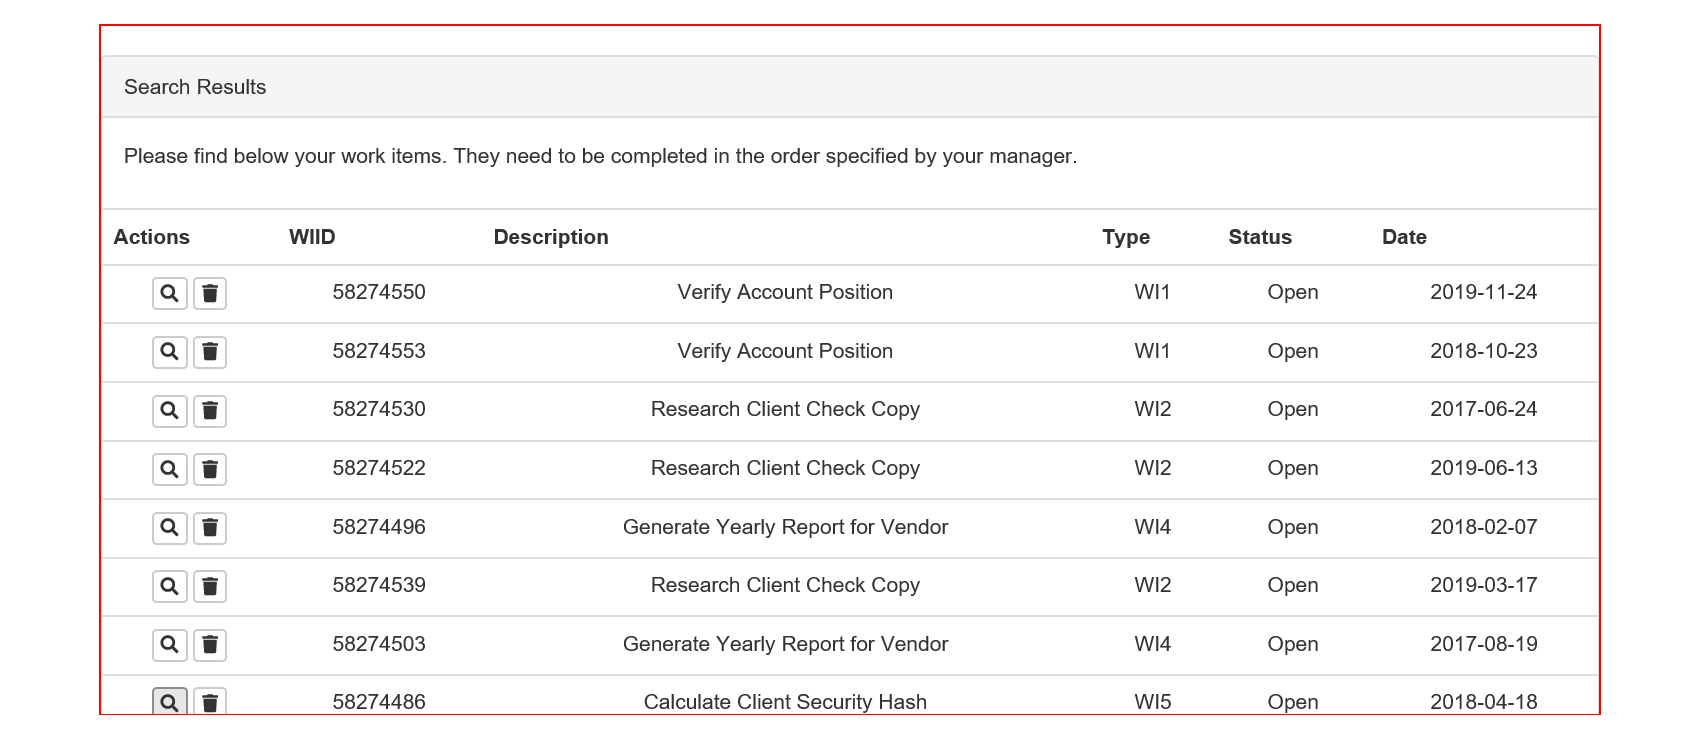 Search Results
Please find below your work items. They need to be completed in the order specified by your manager.
Actions WIID Description Type Status Date
58274550 Verify Account Position WI1 Open 2019-11-24
58274553 Verify Account Position WI1 Open 2018-10-23
58274530 Research Client Check Copy WI2 Open 2017-06-24
58274522 Research Client Check Copy WI2 Open 2019-06-13
58274496 Generate Yearly Report for Vendor WI4 Open 2018-02-07
58274539 Research Client Check Copy WI2 Open 2019-03-17
58274503 Generate Yearly Report for Vendor WI4 Open 2017-08-19
58274486 Calculate Client Security Hash WI5 Open 2018-04-18